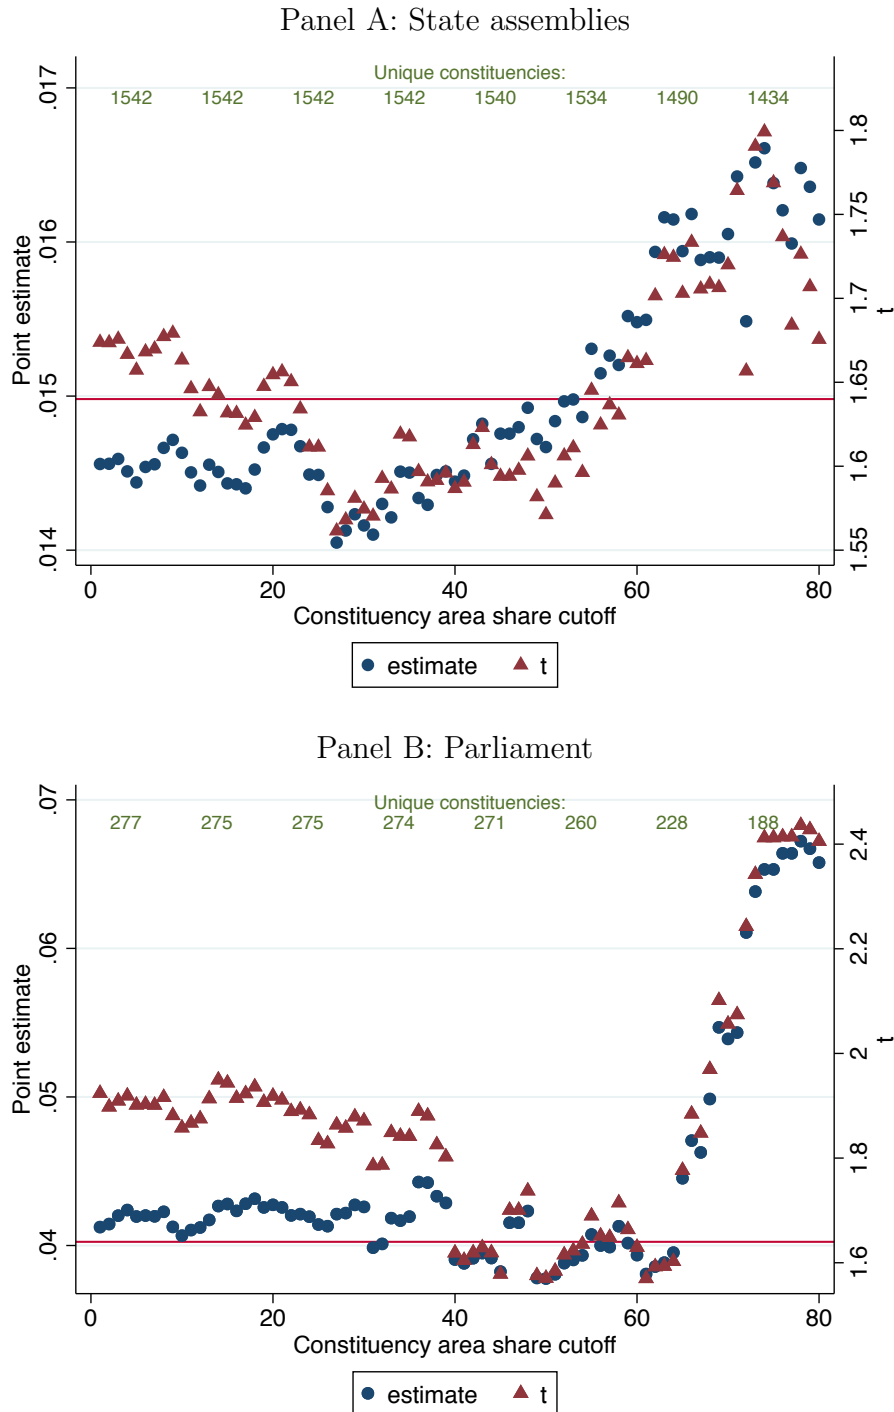 Panel A: State assemblies
Unique constituencies:
1542 1542 1542 1542 1540 1534 1490 1434
.017
.016
.015
.014
Point estimate
1.8
1.75
1.7
1.65
1.6
1.55
t
0 20 40 60 80
Constituency area share cutoff
estimate t
Panel B: Parliament
Unique constituencies:
277 275 275 274 271 260 228 188
.07
.06
.05
.04
Point estimate
2.4
2.2
2
1.8
1.6
t
0 20 40 60 80
Constituency area share cutoff
estimate t